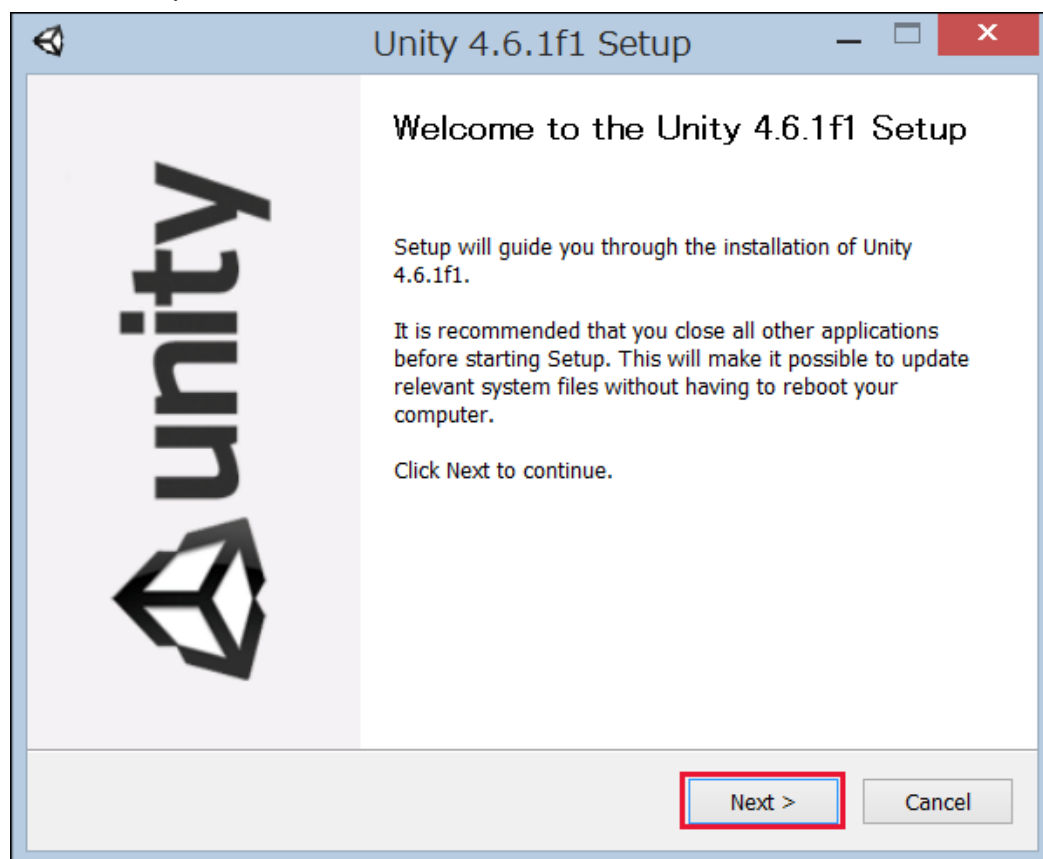 Unity 4.6.1f1 Setup
Welcome to the Unity 4.6.1f1 Setup
Setup will guide you through the installation of Unity
4.6.1f1.
It is recommended that you close all other applications
before starting Setup. This will make it possible to update
relevant system files without having to reboot your
computer.
Click Next to continue.
unity
Next >
Cancel